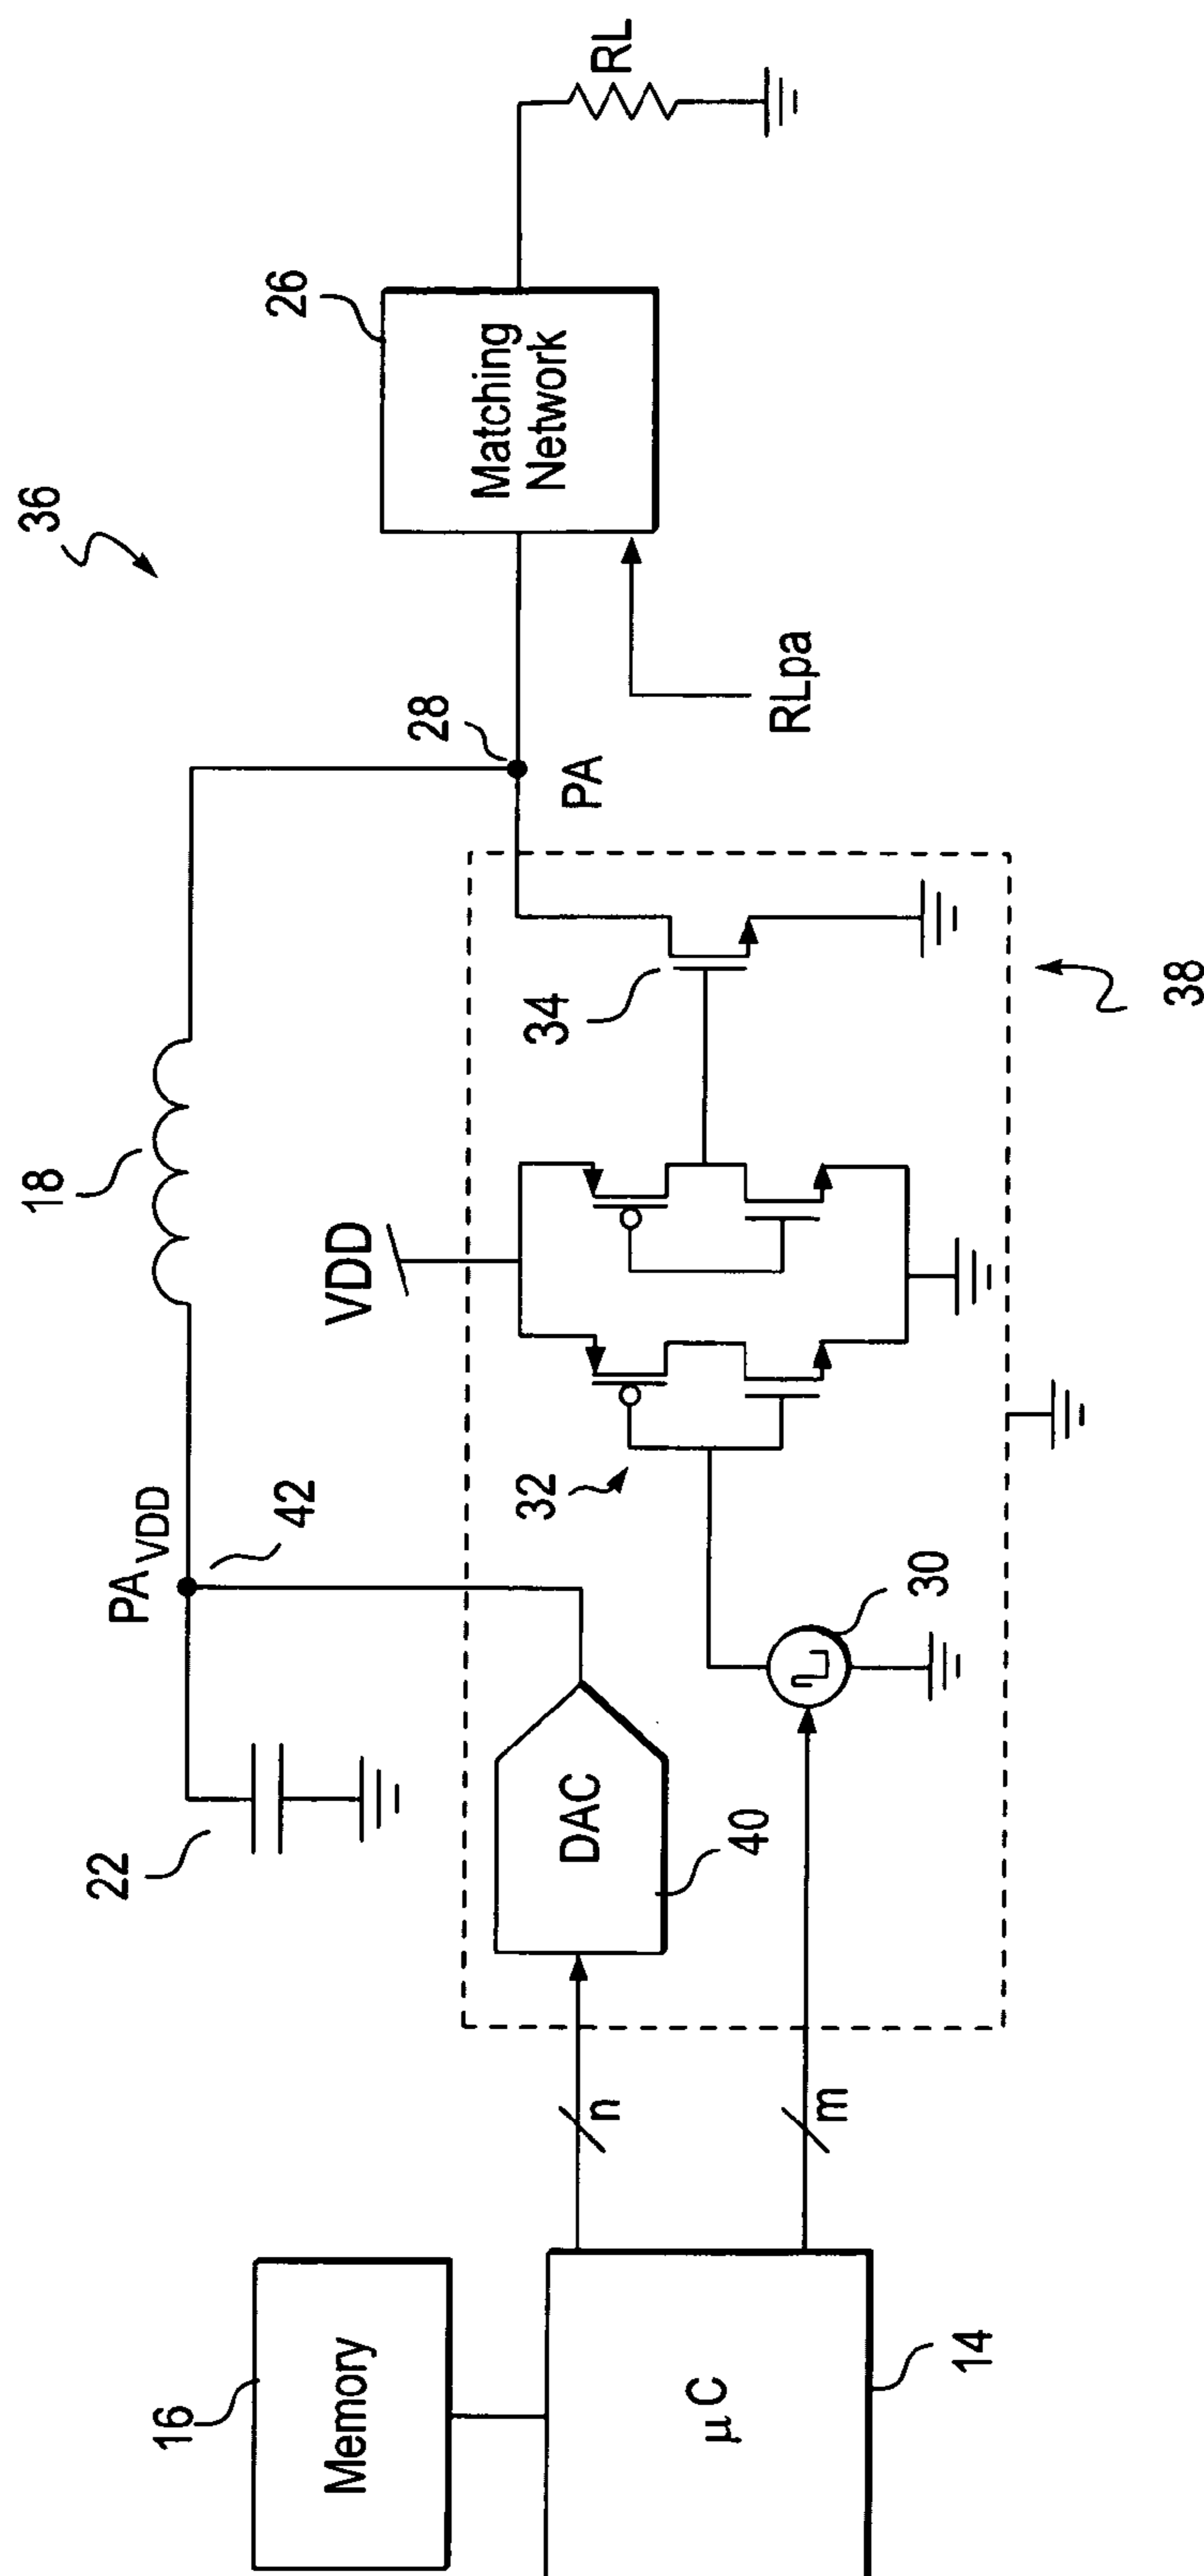 36
16
Memory
μC
14
n
m
22
PA_VDD
42
18
DAC
40
30
32
VDD
34
38
28
PA
RLpa
26
Matching
Network
RL